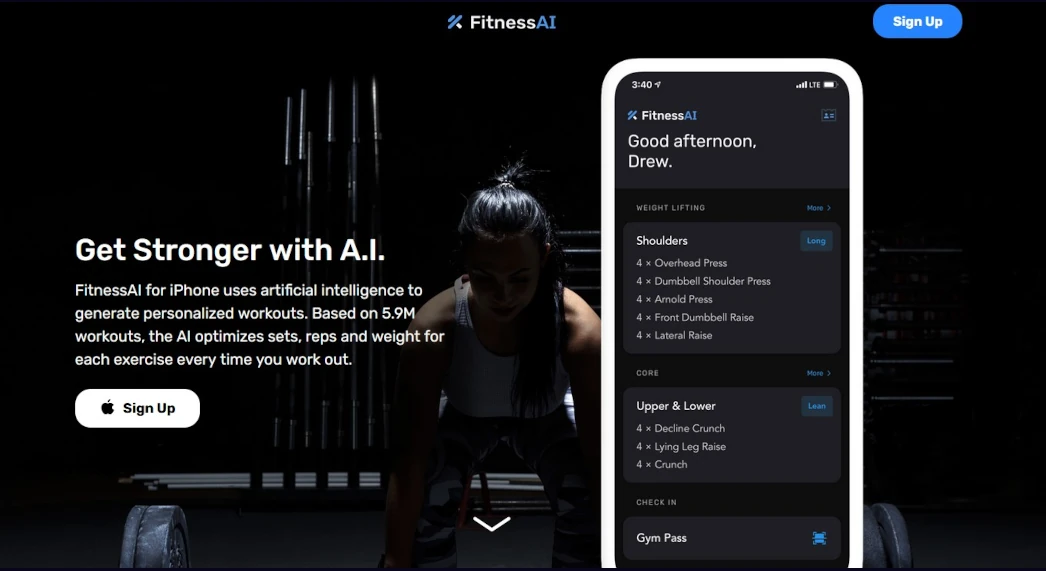 FitnessAI
Sign Up
Get Stronger with A.I.
FitnessAI for iPhone uses artificial intelligence to
generate personalized workouts. Based on 5.9M
workouts, the AI optimizes sets, reps and weight for
each exercise every time you work out.
Sign Up
3:40
LTE
FitnessAI
Good afternoon,
Drew.
WEIGHT LIFTING
More >
Shoulders
Long
4 × Overhead Press
4 × Dumbbell Shoulder Press
4 × Arnold Press
4 × Front Dumbbell Raise
4 × Lateral Raise
CORE
More >
Upper & Lower
Lean
4 × Decline Crunch
4 × Lying Leg Raise
4 × Crunch
CHECK IN
Gym Pass